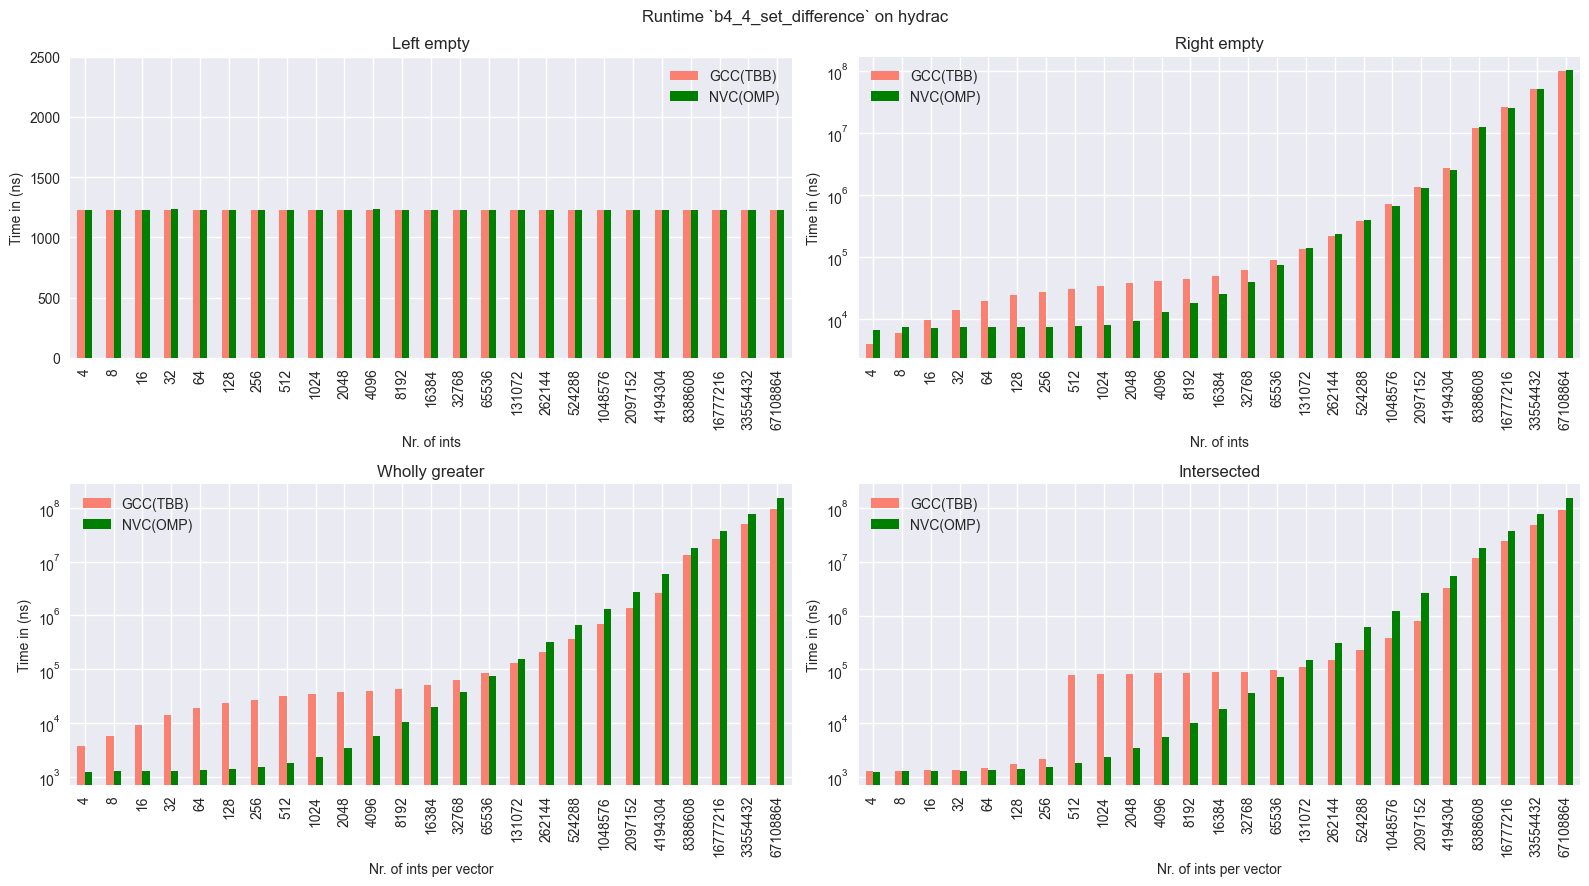 Runtime `b4_4_set_difference` on hydrac
Left empty
Time in (ns)
2500
2000
1500
1000
500
0
GCC(TBB)
NVC(OMP)
4 8 16 32 64 128 256 512 1024 2048 4096 8192 16384 32768 65536 131072 262144 524288 1048576 2097152 4194304 8388608 16777216 33554432 67108864
Nr. of ints
Right empty
Time in (ns)
10^8
10^7
10^6
10^5
10^4
GCC(TBB)
NVC(OMP)
4 8 16 32 64 128 256 512 1024 2048 4096 8192 16384 32768 65536 131072 262144 524288 1048576 2097152 4194304 8388608 16777216 33554432 67108864
Nr. of ints
Wholly greater
Time in (ns)
10^8
10^7
10^6
10^5
10^4
10^3
GCC(TBB)
NVC(OMP)
4 8 16 32 64 128 256 512 1024 2048 4096 8192 16384 32768 65536 131072 262144 524288 1048576 2097152 4194304 8388608 16777216 33554432 67108864
Nr. of ints per vector
Intersected
Time in (ns)
10^8
10^7
10^6
10^5
10^4
10^3
GCC(TBB)
NVC(OMP)
4 8 16 32 64 128 256 512 1024 2048 4096 8192 16384 32768 65536 131072 262144 524288 1048576 2097152 4194304 8388608 16777216 33554432 67108864
Nr. of ints per vector